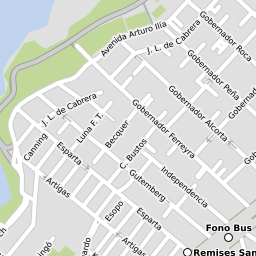 Avenida Arturo Illia
J. L. de Cabrera
Gobernador Roca
Gobernador Peña
Gobernador Alcorta
Gobernador Ferreyra
J. L. de Cabrera
Luna F. T.
Canning
Becquer
C. Bustos
Esparta
Artigas
Gutemberg
Independencia
Esopo
Esparta
Artigas
Fono Bus
Remises San